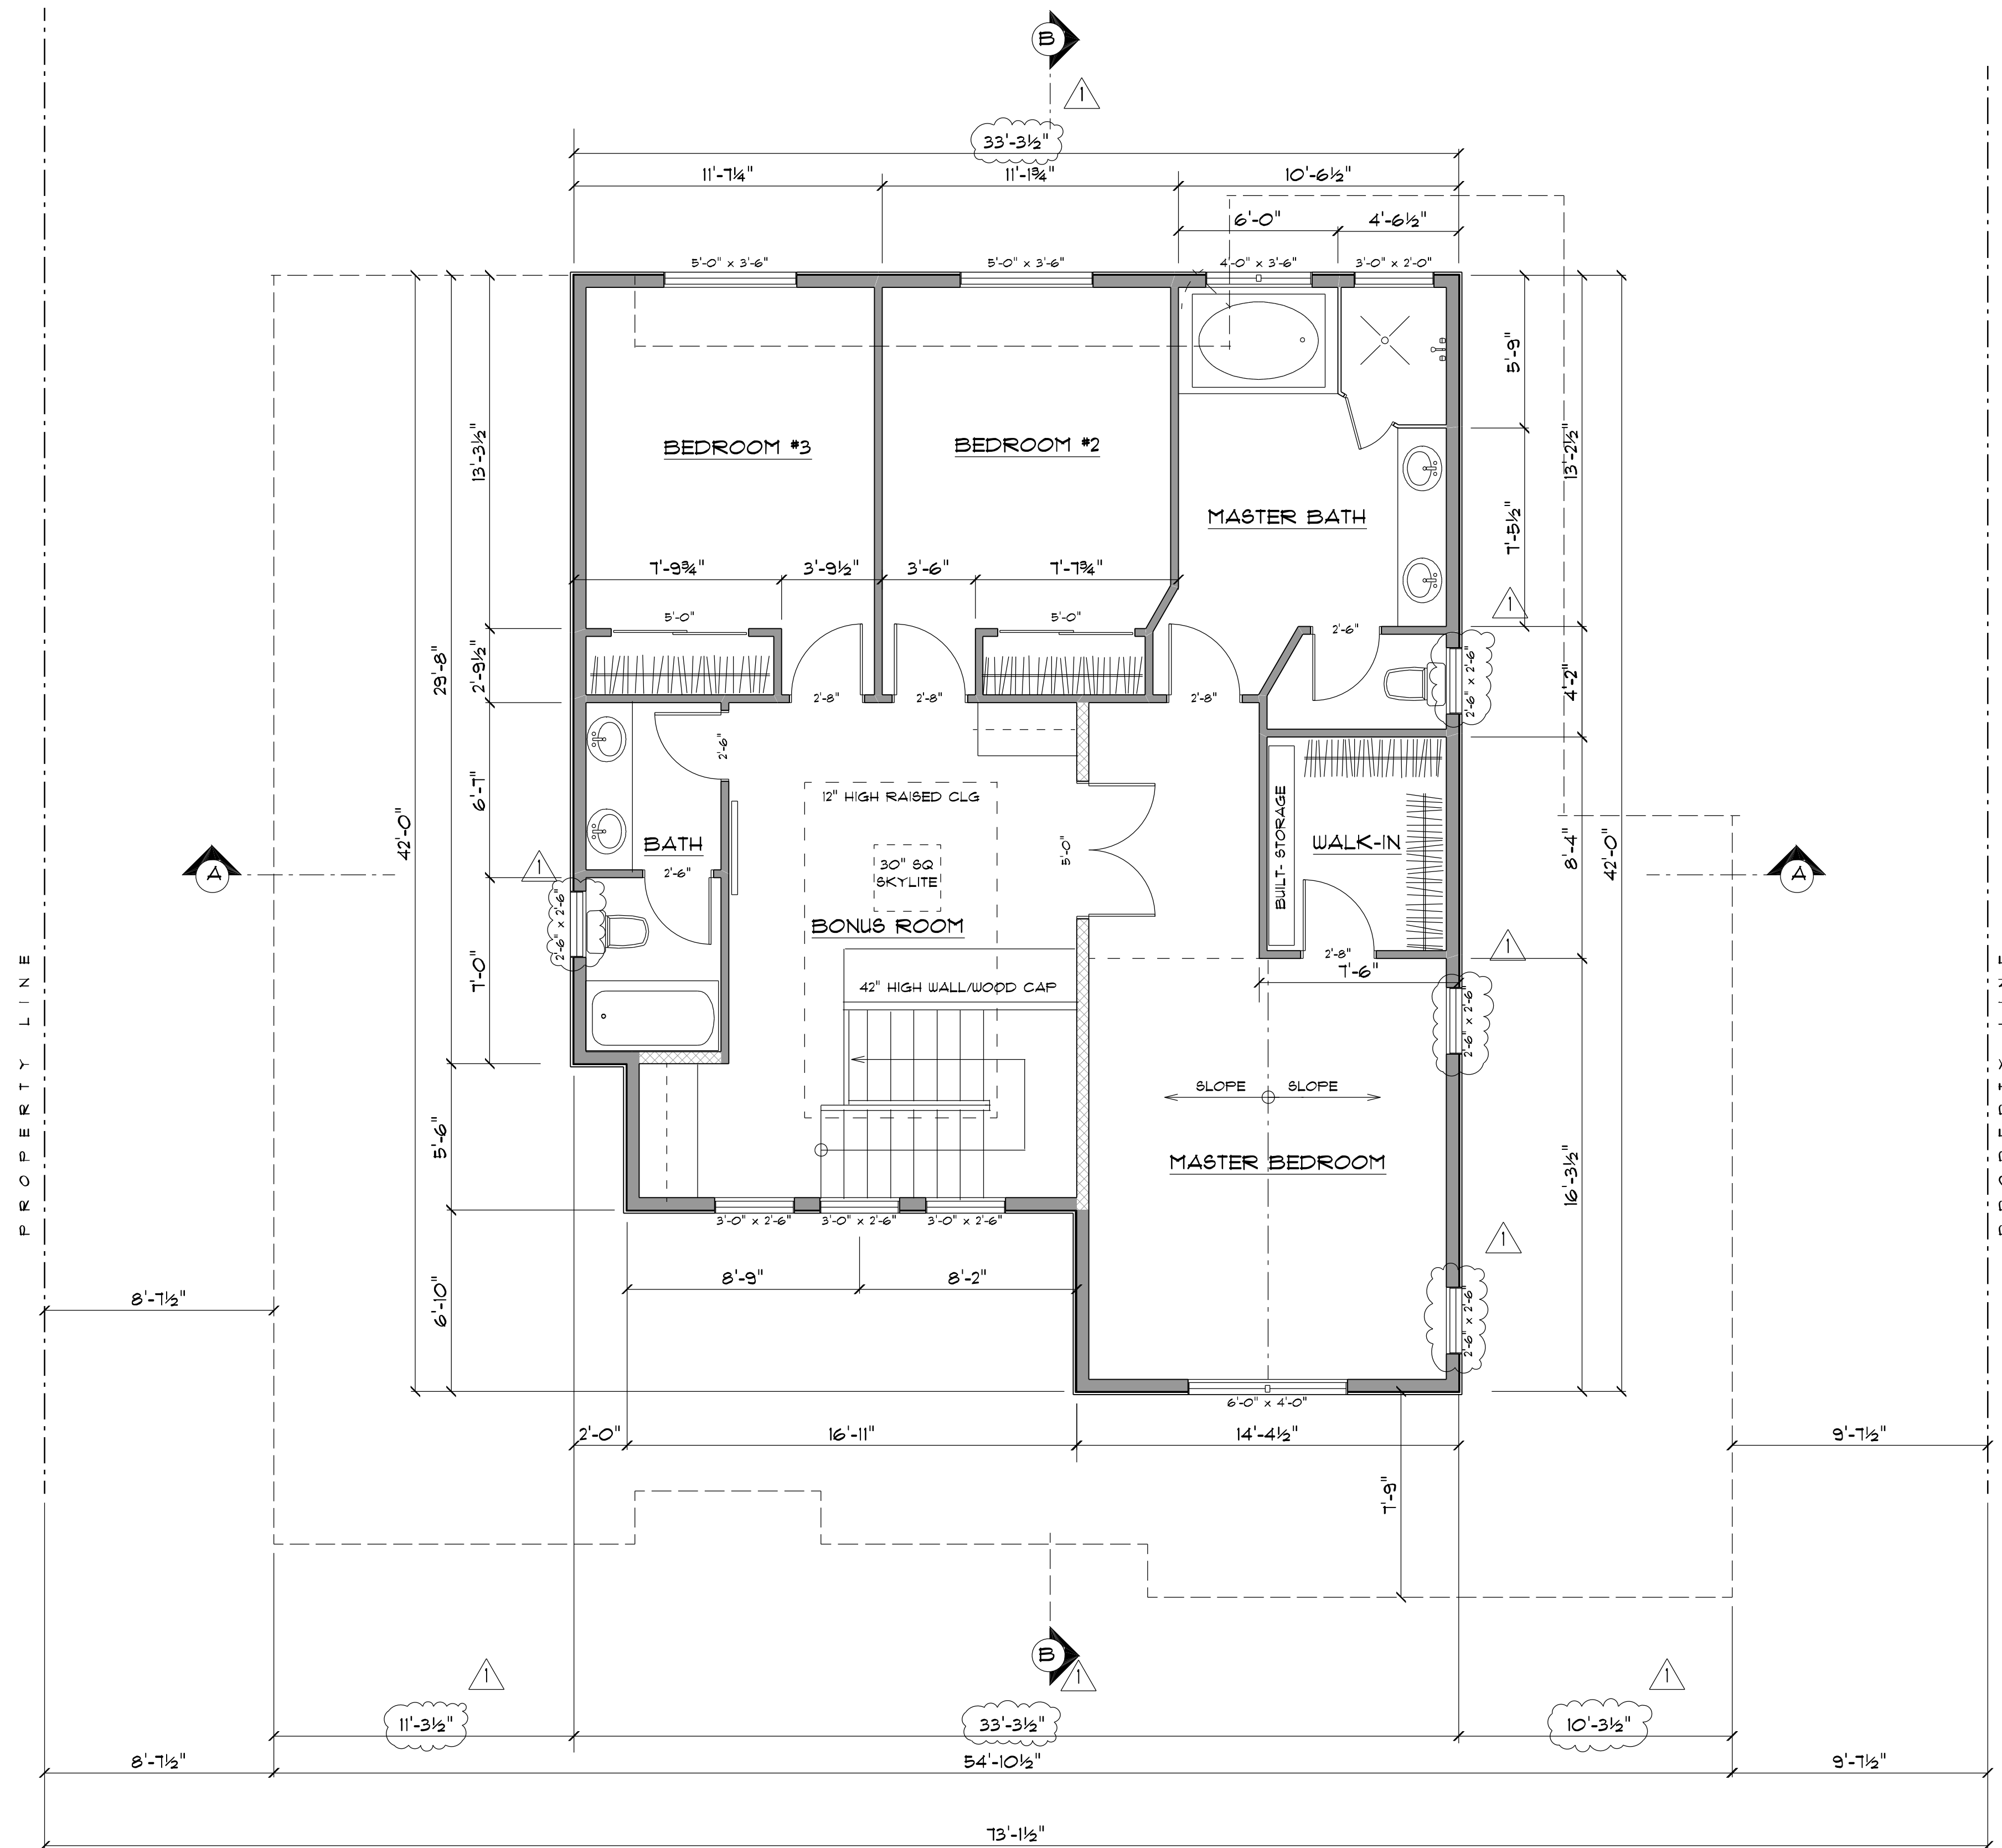 B
1
33'-3½"
11'-7¼"
11'-1¾"
10'-6½"
6'-0"
4'-6½"
5'-0" x 3'-6"
5'-0" x 3'-6"
4'-0" x 3'-6"
3'-0" x 2'-0"
5'-9"
13'-3½"
13'-2½"
BEDROOM #3
BEDROOM #2
MASTER BATH
7'-5½"
7'-9¾"
3'-9½"
3'-6"
7'-7¾"
5'-0"
5'-0"
1
2'-6"
29'-8"
2'-9½"
2'-6" x 2'-6"
4'-2"
2'-8"
2'-8"
2'-8"
2'-6"
6'-7"
12" HIGH RAISED CLG
42'-0"
BATH
5'-0"
BUILT- STORAGE
WALK-IN
8'-4"
42'-0"
A
1
2'-6"
30" SQ
SKYLITE
A
2'-6" x 2'-6"
BONUS ROOM
1
2'-8"
7'-6"
7'-0"
42" HIGH WALL/WOOD CAP
2'-6" x 2'-6"
PROPERTY LINE
SLOPE
SLOPE
5'-6"
MASTER BEDROOM
16'-3½"
3'-0" x 2'-6"
3'-0" x 2'-6"
3'-0" x 2'-6"
1
8'-9"
8'-2"
8'-7½"
6'-10"
2'-6" x 2'-6"
6'-0" x 4'-0"
2'-0"
16'-11"
14'-4½"
9'-7½"
7'-9"
B
1
1
1
11'-3½"
33'-3½"
10'-3½"
8'-7½"
54'-10½"
9'-7½"
73'-1½"